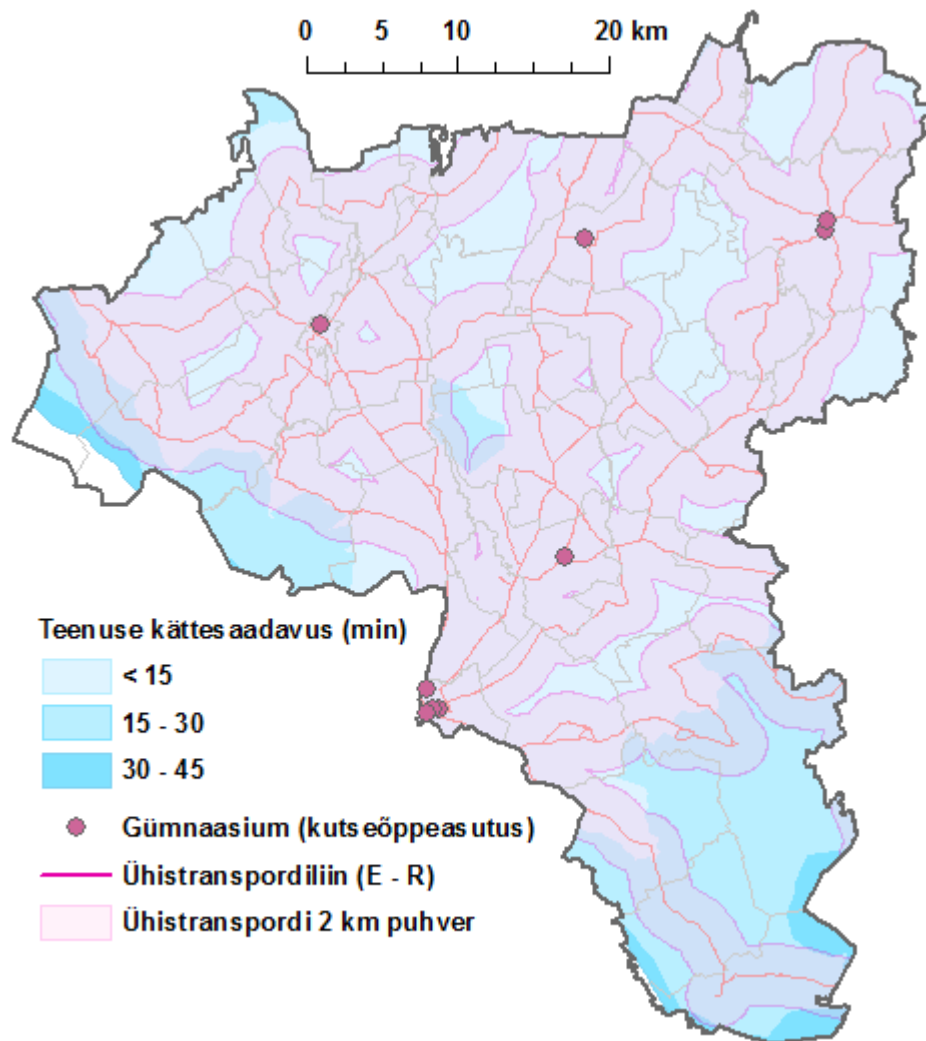 0 5 10 20 km
Teenuse kättesaadavus (min)
< 15
15 - 30
30 - 45
Gümnaasium (kutseõppeasutus)
Ühistranspordiliin (E - R)
Ühistranspordi 2 km puhver